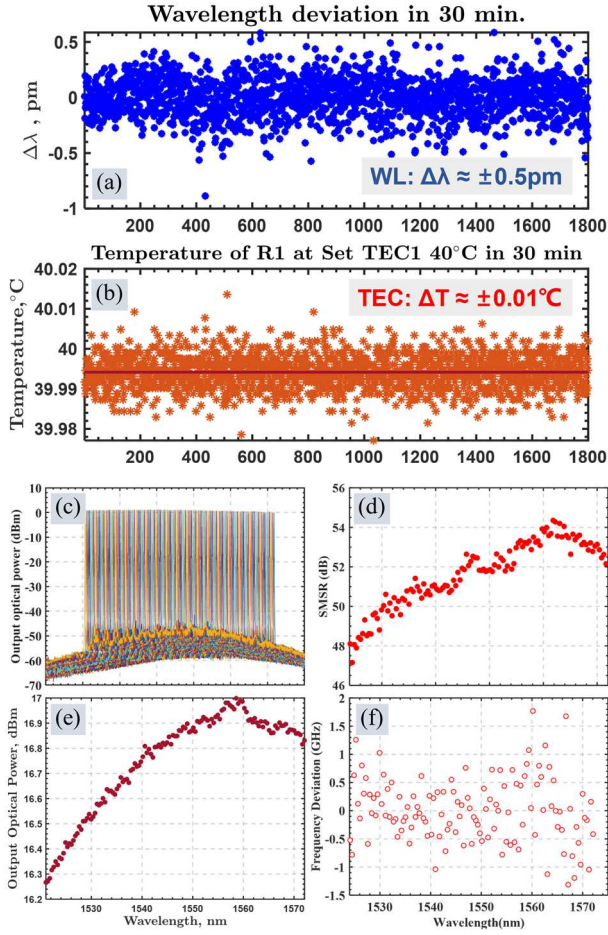 Wavelength deviation in 30 min.
0.5
0
-0.5
-1
Δλ , pm
(a)
WL: Δλ ≈ ±0.5pm
200 400 600 800 1000 1200 1400 1600 1800
Temperature of R1 at Set TEC1 40°C in 30 min
40.02
40.01
40
39.99
39.98
Temperature,°C
(b)
TEC: ΔT ≈ ±0.01℃
200 400 600 800 1000 1200 1400 1600 1800
(c)
10
0
-10
-20
-30
-40
-50
-60
-70
Output optical power (dBm)
(d)
56
54
52
50
48
46
SMSR (dB)
(e)
17
16.9
16.8
16.7
16.6
16.5
16.4
16.3
16.2
Output Optical Power, dBm
1530 1540 1550 1560 1570
Wavelength, nm
(f)
2
1.5
1
0.5
0
-0.5
-1
-1.5
Frequency Deviation (GHz)
1530 1540 1550 1560 1570
Wavelength(nm)